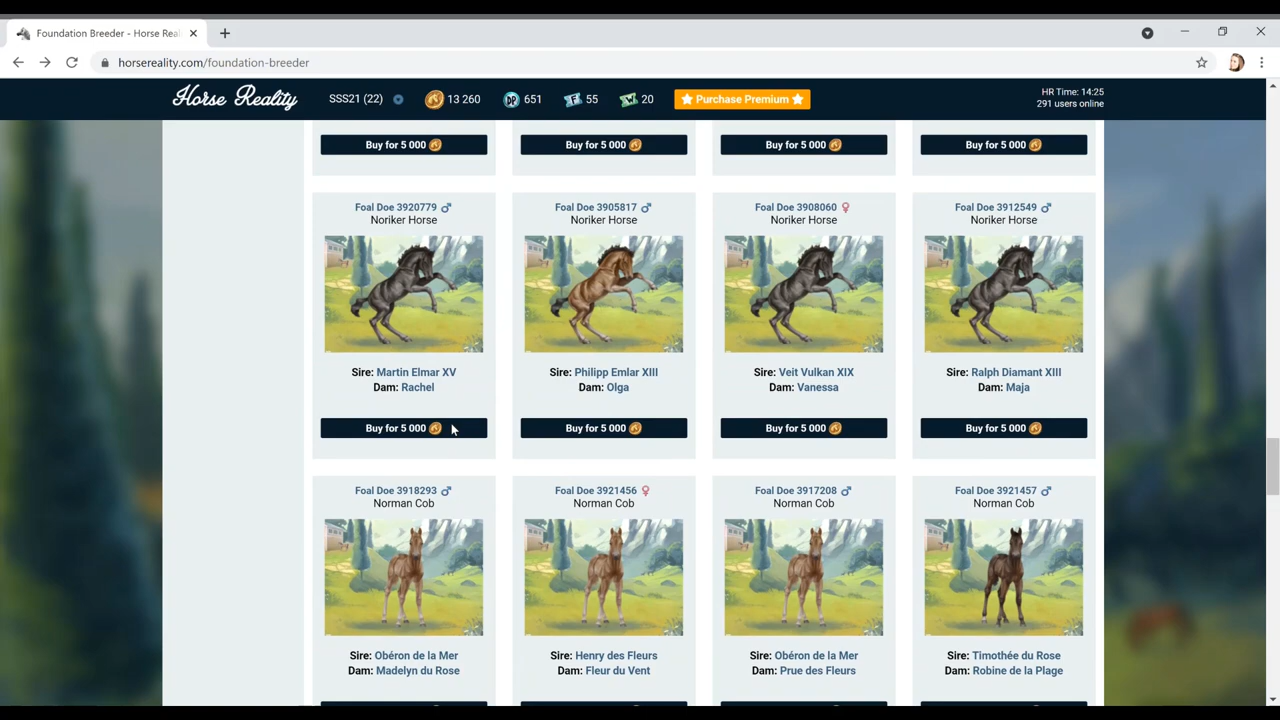 Foundation Breeder - Horse Rea
horsereality.com/foundation-breeder
Horse Reality
SSS21 (22)
13 260
651
55
20
Purchase Premium
HR Time: 14:25
291 users online
Buy for 5 000
Buy for 5 000
Buy for 5 000
Buy for 5 000
Foal Doe 3920779 ♂
Noriker Horse
Sire: Martin Elmar XV
Dam: Rachel
Buy for 5 000
Foal Doe 3905817 ♂
Noriker Horse
Sire: Philipp Emlar XIII
Dam: Olga
Buy for 5 000
Foal Doe 3908060 ♀
Noriker Horse
Sire: Veit Vulkan XIX
Dam: Vanessa
Buy for 5 000
Foal Doe 3912549 ♂
Noriker Horse
Sire: Ralph Diamant XIII
Dam: Maja
Buy for 5 000
Foal Doe 3918293 ♂
Norman Cob
Sire: Obéron de la Mer
Dam: Madelyn du Rose
Foal Doe 3921456 ♀
Norman Cob
Sire: Henry des Fleurs
Dam: Fleur du Vent
Foal Doe 3917208 ♂
Norman Cob
Sire: Obéron de la Mer
Dam: Prue des Fleurs
Foal Doe 3921457 ♂
Norman Cob
Sire: Timothée du Rose
Dam: Robine de la Plage